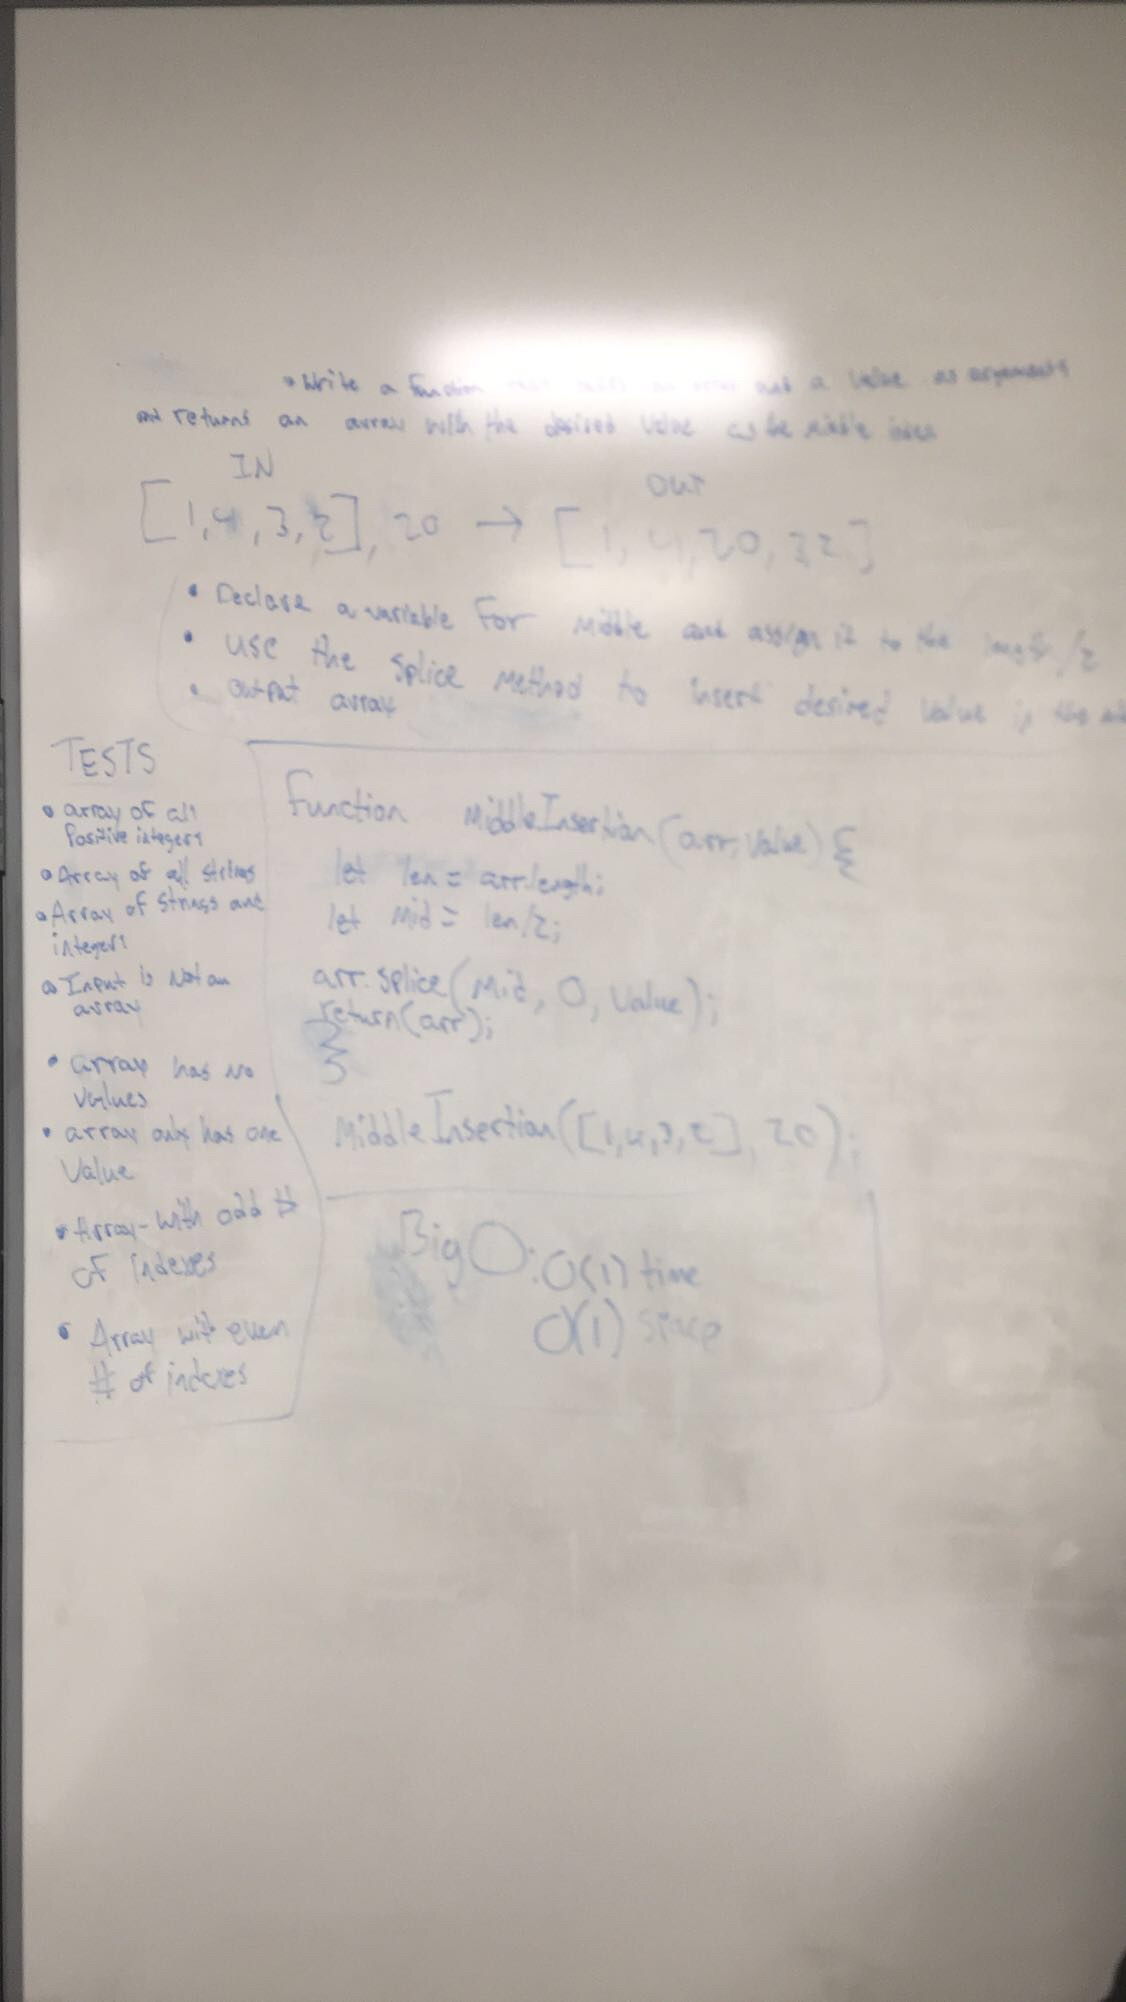 • Write a function and a value as arguments
and returns an array with the desired value as the middle index
IN
OUT
[1,4,3,2], 20 → [1, 4, 20, 3 2]
• Declare a variable For middle and assign it to the length/2
• use the splice method to insert desired value in the
• output array
TESTS
• array of all
Positive integers
• Array of all strings
• Array of strings and
integers
• Input is Not an
array
• array has no
values
• array only has one
Value
• Array-with odd #
of indexes
• Array with even
# of indexes
Function MiddleInsertion(arr, Value) {
let len = arr.length;
let Mid = len/2;
arr.splice(Mid, 0, Value);
return(arr);
}
MiddleInsertion([1,4,3,2], 20);
Big O: O(1) time
O(1) space